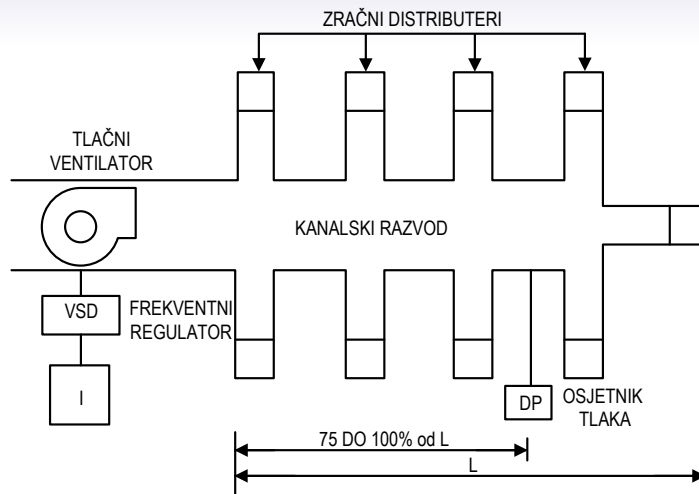 ZRAČNI DISTRIBUTERI
TLAČNI
VENTILATOR
KANALSKI RAZVOD
VSD
FREKVENTNI
REGULATOR
I
DP
OSJETNIK
TLAKA
75 DO 100% od L
L